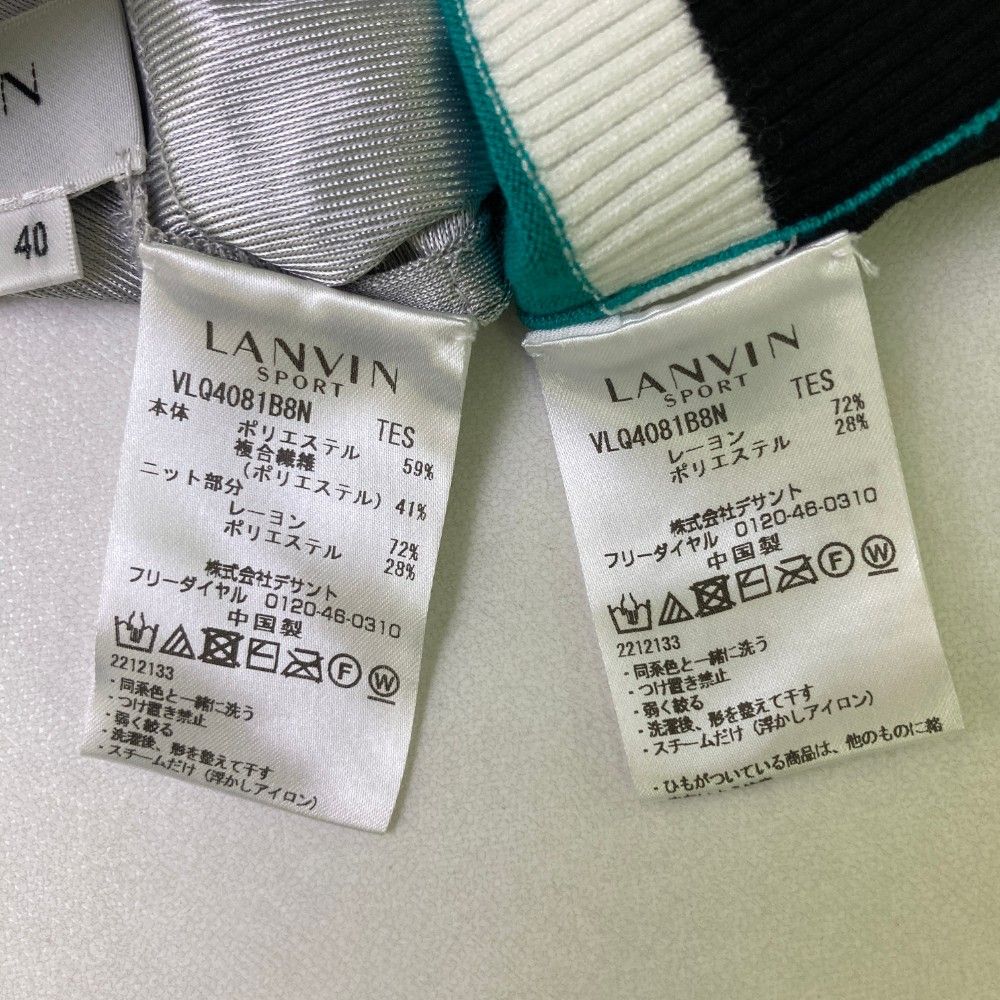 N
40
LANVIN
SPORT
VLQ4081B8N TES
本体
ポリエステル 59%
複合繊維
(ポリエステル) 41%
ニット部分
レーヨン 72%
ポリエステル 28%
株式会社デサント
フリーダイヤル 0120-46-0310
中国製
F W
2212133
・同系色と一緒に洗う
・つけ置き禁止
・弱く絞る
・洗濯後、形を整えて干す
・スチームだけ (浮かしアイロン)
LANVIN
SPORT
VLQ4081B8N TES
レーヨン 72%
ポリエステル 28%
株式会社デサント
フリーダイヤル 0120-46-0310
中国製
F W
2212133
・同系色と一緒に洗う
・つけ置き禁止
・弱く絞る
・洗濯後、形を整えて干す
・スチームだけ (浮かしアイロン)
・ひもがついている商品は、他のものに絡